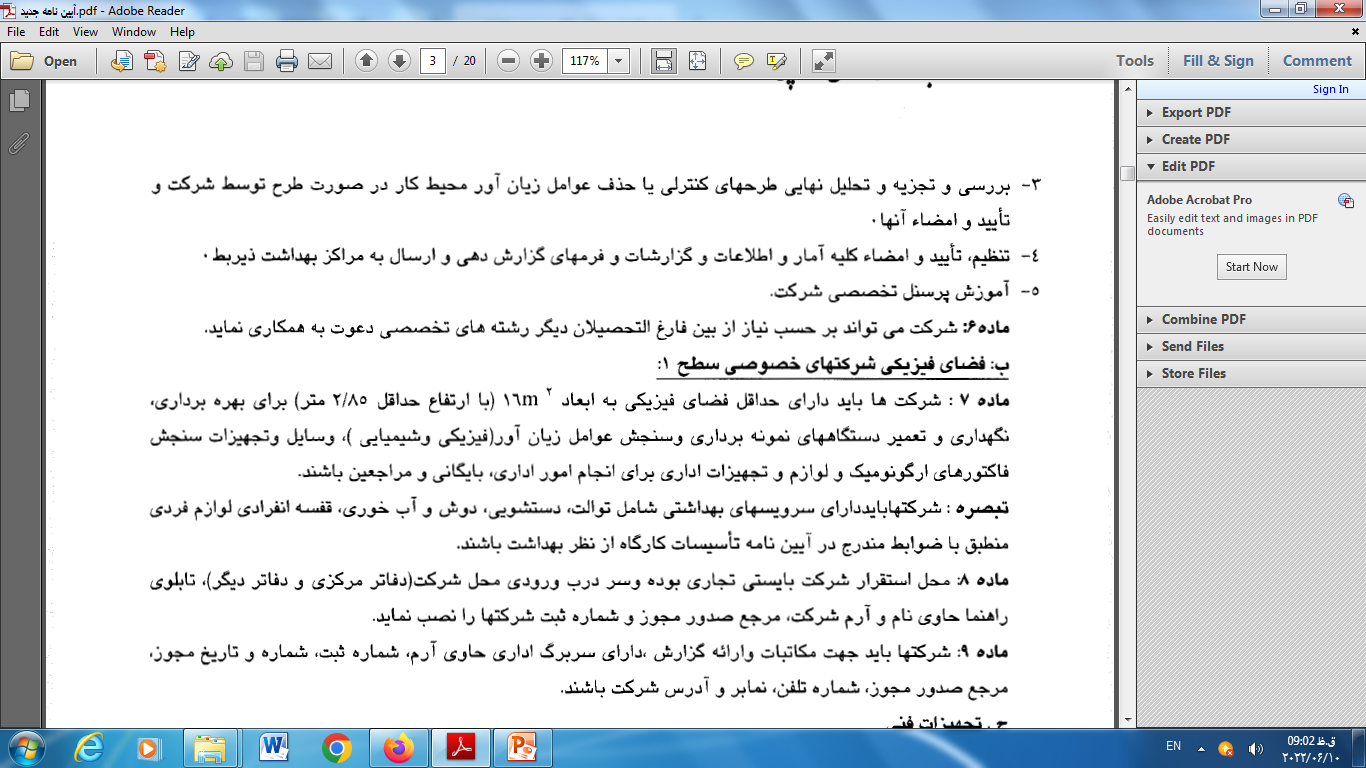 آیین نامه جدید.pdf - Adobe Reader
File Edit View Window Help
Open 3 / 20 117% Tools Fill & Sign Comment
Sign In
Export PDF
Create PDF
Edit PDF
Adobe Acrobat Pro
Easily edit text and images in PDF
documents
Start Now
Combine PDF
Send Files
Store Files
۳- بررسی و تجزیه و تحلیل نهایی طرحهای کنترلی یا حذف عوامل زیان آور محیط کار در صورت طرح توسط شرکت و
تأیید و امضاء آنها۰
٤- تنظیم، تأیید و امضاء کلیه آمار و اطلاعات و گزارشات و فرمهای گزارش دهی و ارسال به مراکز بهداشت ذیربط۰
٥- آموزش پرسنل تخصصی شرکت.
ماده۶: شرکت می تواند بر حسب نیاز از بین فارغ التحصیلان دیگر رشته های تخصصی دعوت به همکاری نماید.
ب: فضای فیزیکی شرکتهای خصوصی سطح ۱:
ماده ۷ : شرکت ها باید دارای حداقل فضای فیزیکی به ابعاد ۱٦m ۲ (با ارتفاع حداقل ۲/۸٥ متر) برای بهره برداری،
نگهداری و تعمیر دستگاههای نمونه برداری وسنجش عوامل زیان آور(فیزیکی وشیمیایی )، وسایل وتجهیزات سنجش
فاکتورهای ارگونومیک و لوازم و تجهیزات اداری برای انجام امور اداری، بایگانی و مراجعین باشند.
تبصره : شرکتهابایددارای سرویسهای بهداشتی شامل توالت، دستشویی، دوش و آب خوری، قفسه انفرادی لوازم فردی
منطبق با ضوابط مندرج در آیین نامه تأسیسات کارگاه از نظر بهداشت باشند.
ماده ۸: محل استقرار شرکت بایستی تجاری بوده وسر درب ورودی محل شرکت(دفاتر مرکزی و دفاتر دیگر)، تابلوی
راهنما حاوی نام و آرم شرکت، مرجع صدور مجوز و شماره ثبت شرکتها را نصب نماید.
ماده ۹: شرکتها باید جهت مکاتبات وارائه گزارش ،دارای سربرگ اداری حاوی آرم، شماره ثبت، شماره و تاریخ مجوز،
مرجع صدور مجوز، شماره تلفن، نمابر و آدرس شرکت باشند.
ج . تجهیزات فنی
EN 09:02 ق.ظ
۲۰۲۲/۰۶/۱۰